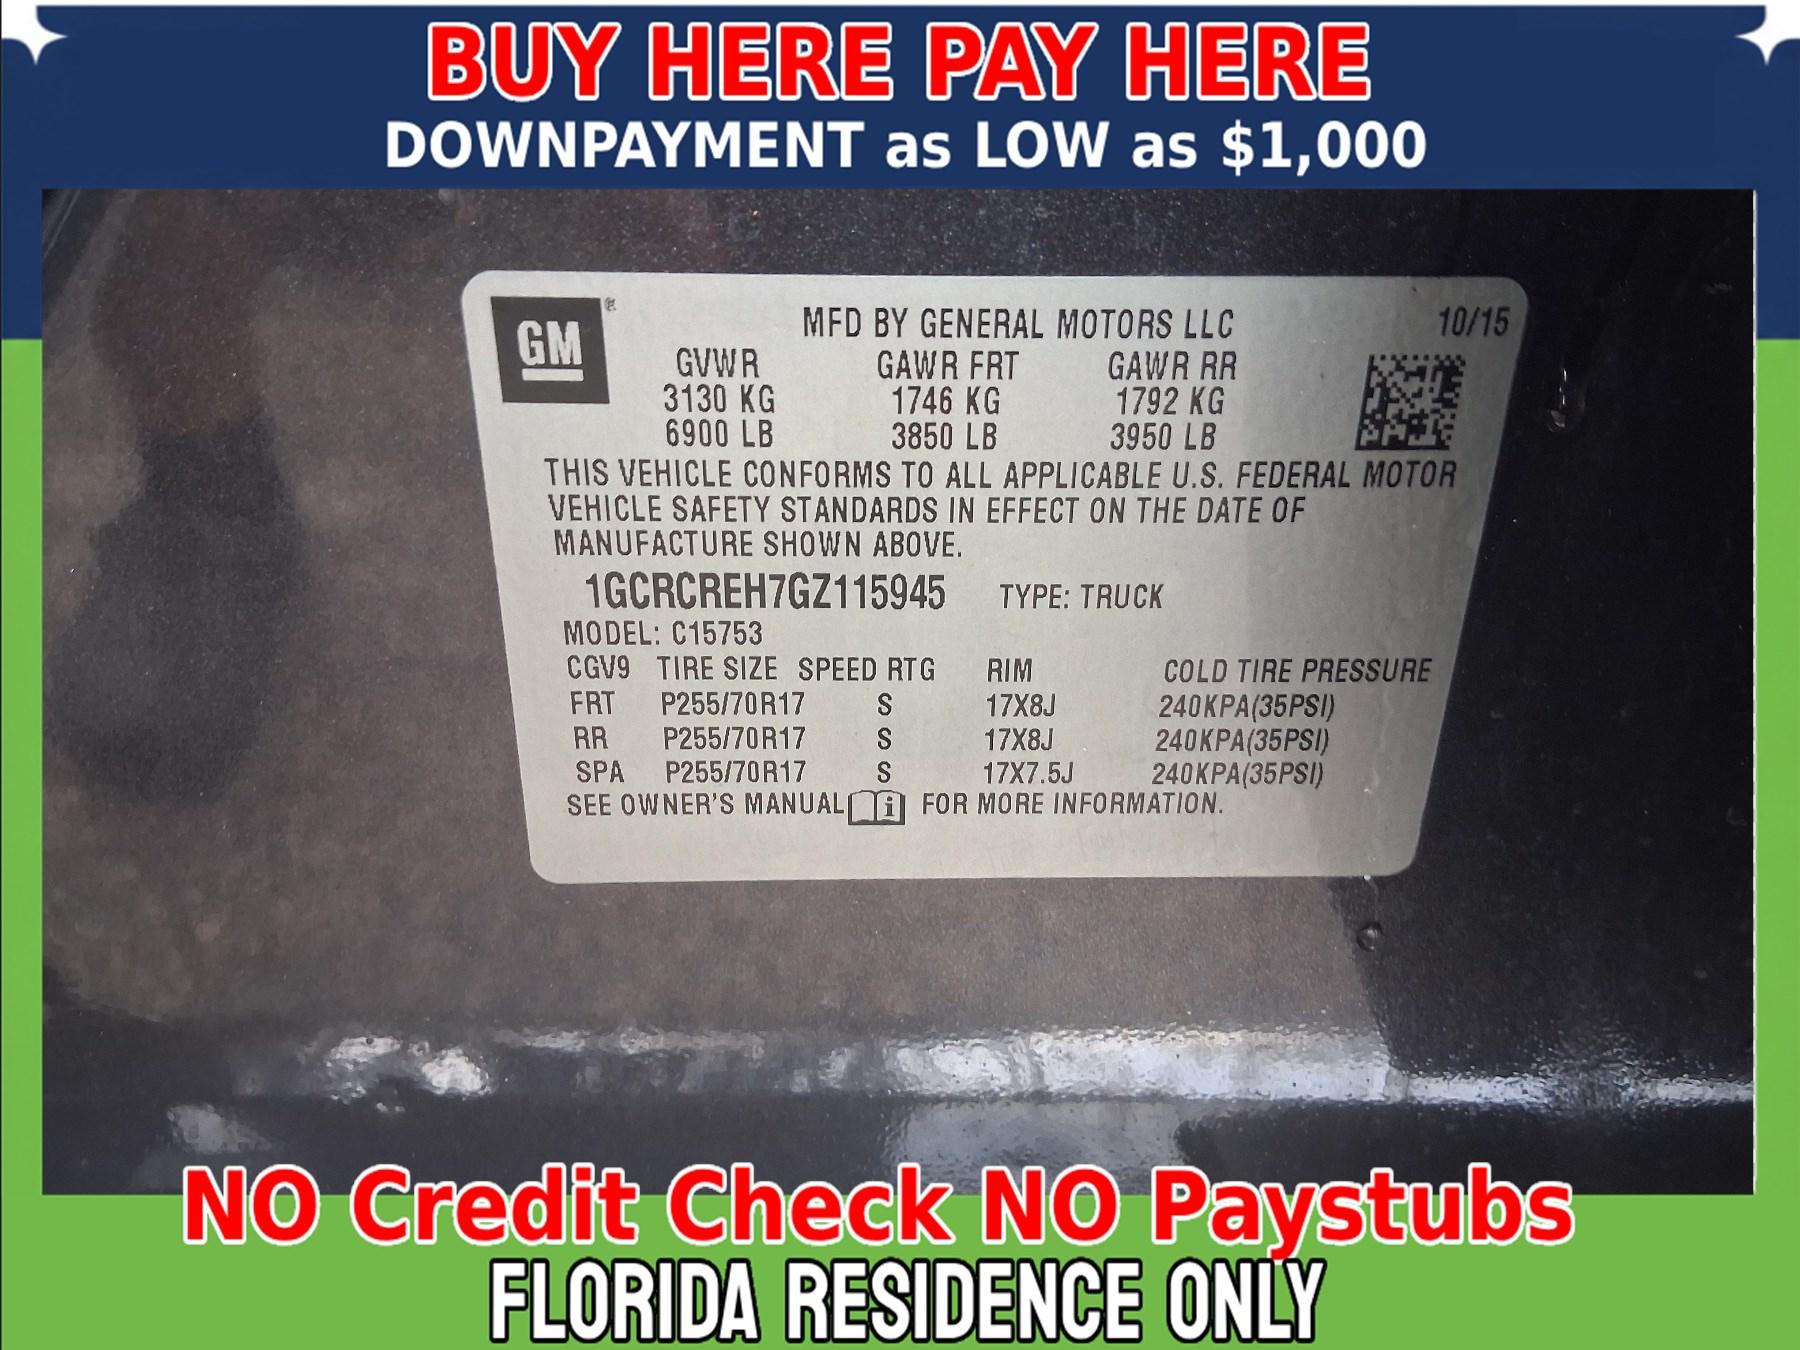 BUY HERE PAY HERE
DOWNPAYMENT as LOW as $1,000
GM ®
MFD BY GENERAL MOTORS LLC 10/15
GVWR GAWR FRT GAWR RR
3130 KG 1746 KG 1792 KG
6900 LB 3850 LB 3950 LB
THIS VEHICLE CONFORMS TO ALL APPLICABLE U.S. FEDERAL MOTOR
VEHICLE SAFETY STANDARDS IN EFFECT ON THE DATE OF
MANUFACTURE SHOWN ABOVE.
1GCRCREH7GZ115945 TYPE: TRUCK
MODEL: C15753
CGV9 TIRE SIZE SPEED RTG RIM COLD TIRE PRESSURE
FRT P255/70R17 S 17X8J 240KPA(35PSI)
RR P255/70R17 S 17X8J 240KPA(35PSI)
SPA P255/70R17 S 17X7.5J 240KPA(35PSI)
SEE OWNER'S MANUAL i FOR MORE INFORMATION.
NO Credit Check NO Paystubs
FLORIDA RESIDENCE ONLY